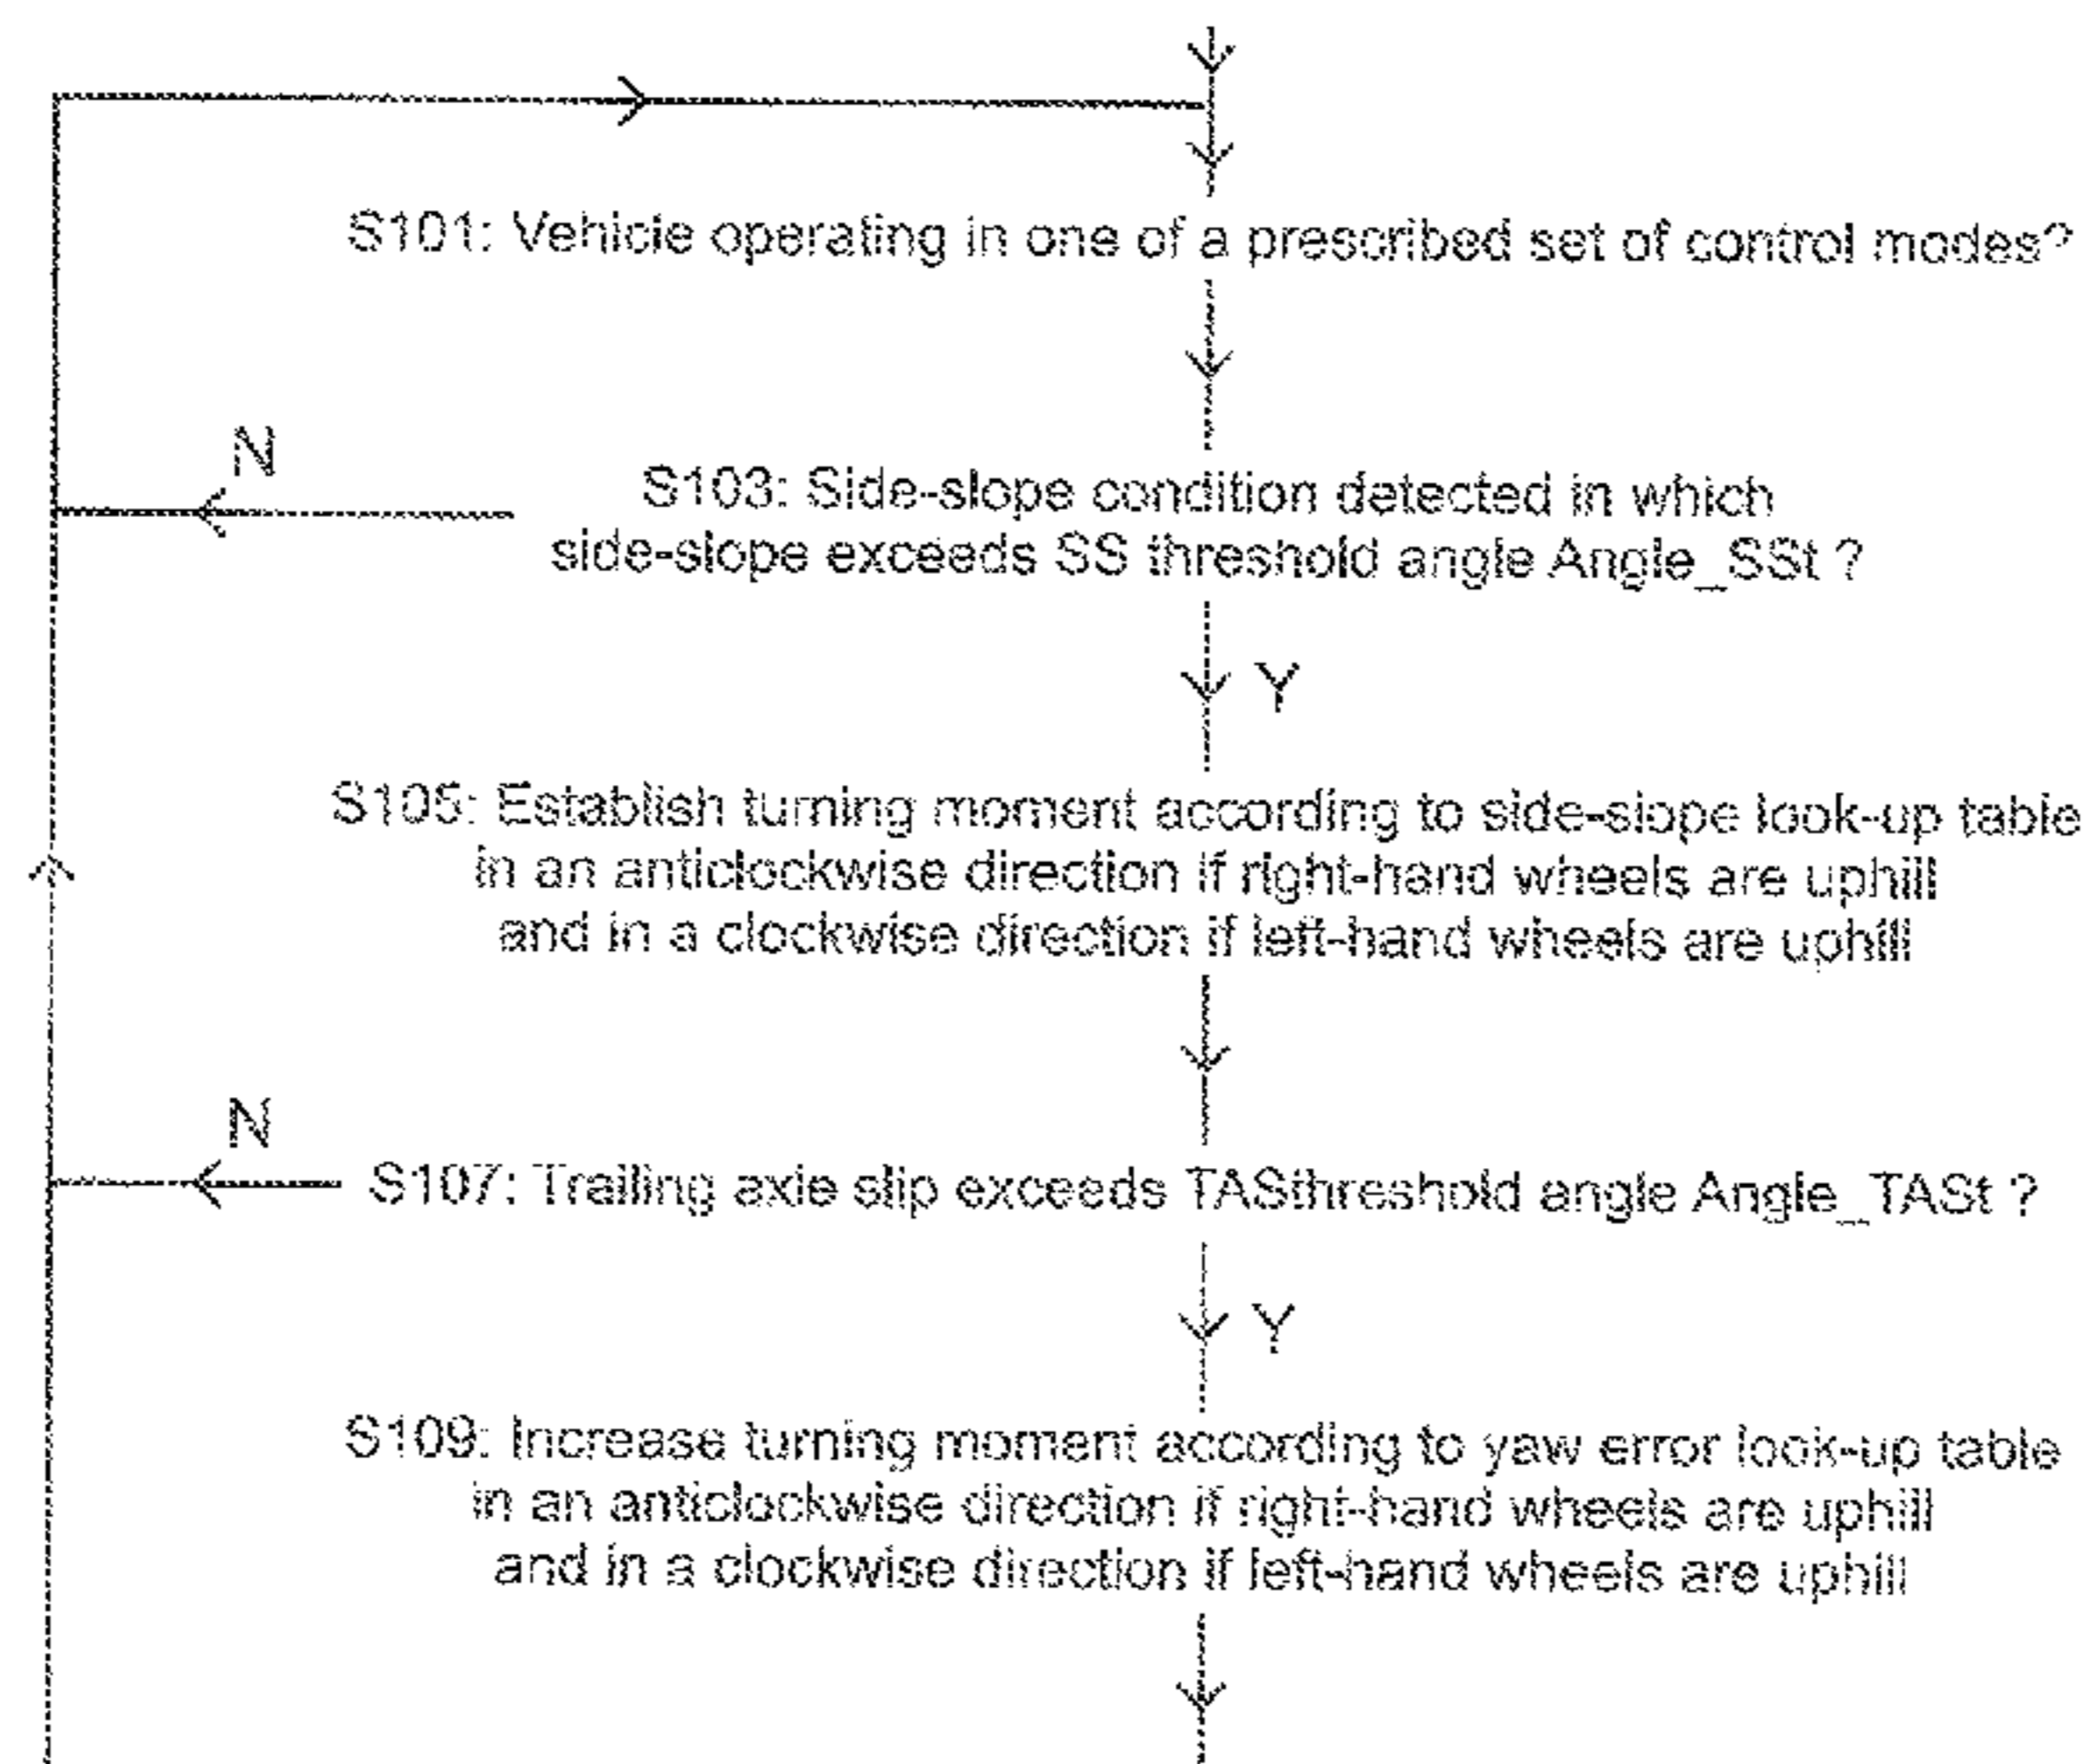 S101: Vehicle operating in one of a prescribed set of control modes?
N
S103: Side-slope condition detected in which
side-slope exceeds SS threshold angle Angle_SSt ?
Y
S105: Establish turning moment according to side-slope look-up table
in an anticlockwise direction if right-hand wheels are uphill
and in a clockwise direction if left-hand wheels are uphill
N
S107: Trailing axle slip exceeds TASthreshold angle Angle_TASt ?
Y
S109: Increase turning moment according to yaw error look-up table
in an anticlockwise direction if right-hand wheels are uphill
and in a clockwise direction if left-hand wheels are uphill